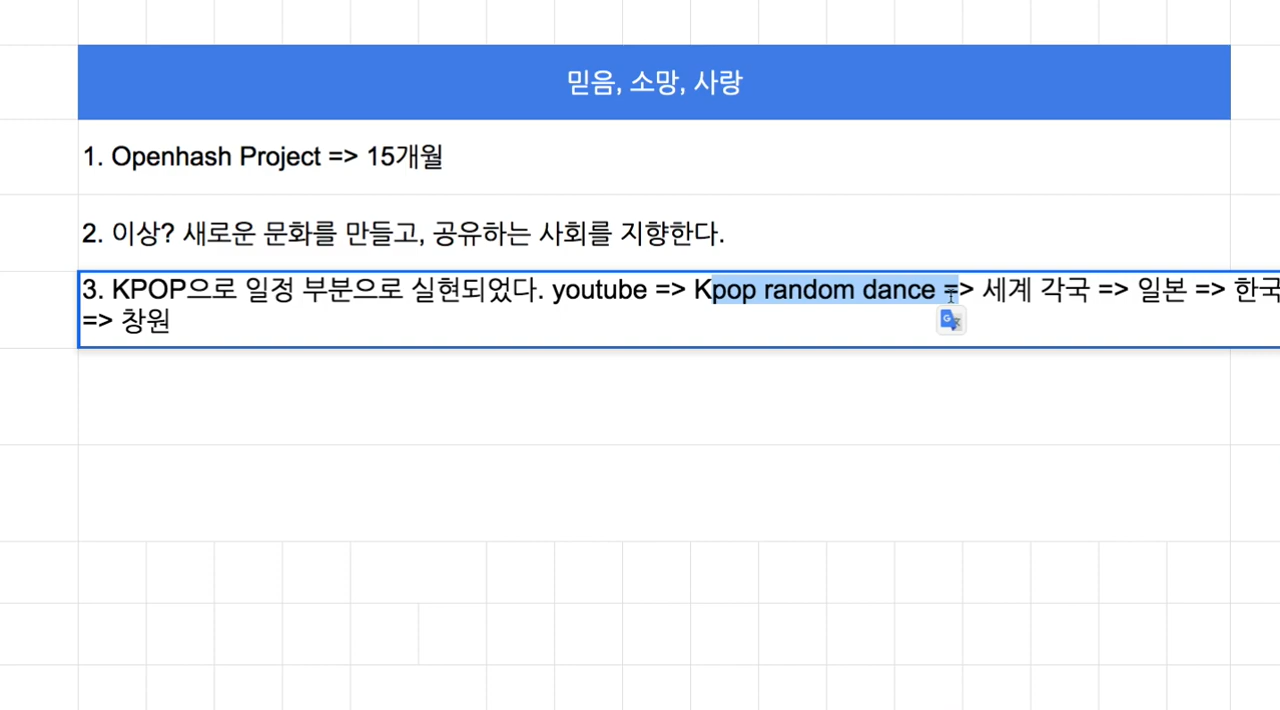 믿음, 소망, 사랑
1. Openhash Project => 15개월
2. 이상? 새로운 문화를 만들고, 공유하는 사회를 지향한다.
3. KPOP으로 일정 부분으로 실현되었다. youtube => Kpop random dance => 세계 각국 => 일본 => 한국
=> 창원